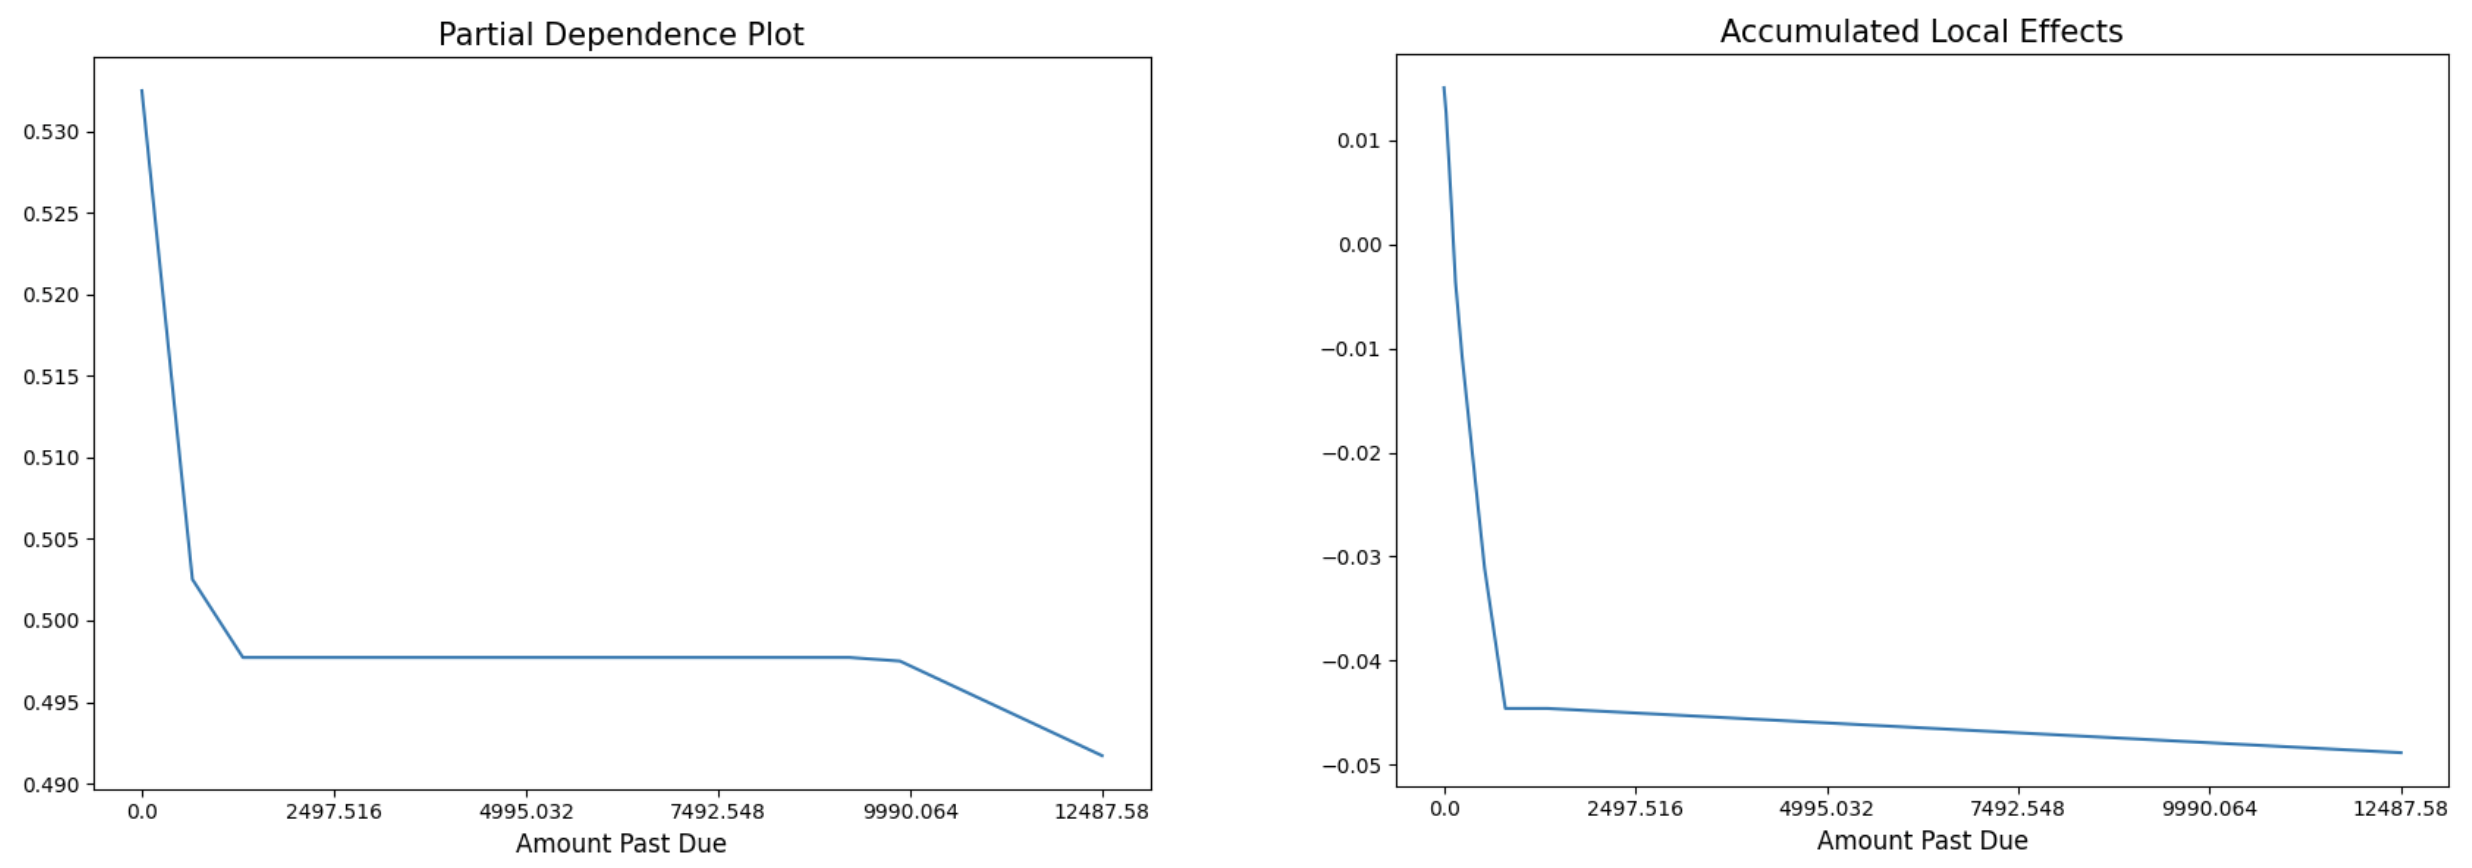 Partial Dependence Plot
0.530
0.525
0.520
0.515
0.510
0.505
0.500
0.495
0.490
0.0 2497.516 4995.032 7492.548 9990.064 12487.58
Amount Past Due
Accumulated Local Effects
0.01
0.00
−0.01
−0.02
−0.03
−0.04
−0.05
0.0 2497.516 4995.032 7492.548 9990.064 12487.58
Amount Past Due